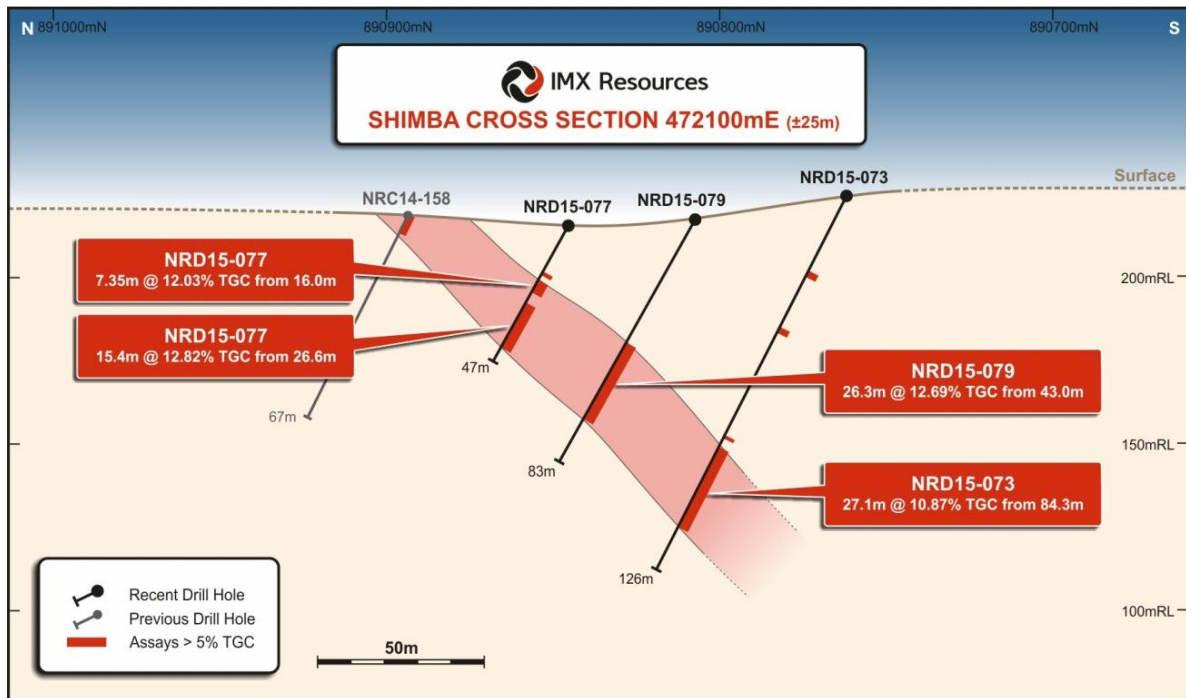 N 891000mN 890900mN 890800mN 890700mN S
IMX Resources
SHIMBA CROSS SECTION 472100mE (±25m)
Surface
NRC14-158
NRD15-077
NRD15-079
NRD15-073
NRD15-077
7.35m @ 12.03% TGC from 16.0m
NRD15-077
15.4m @ 12.82% TGC from 26.6m
200mRL
47m
67m
NRD15-079
26.3m @ 12.69% TGC from 43.0m
150mRL
83m
NRD15-073
27.1m @ 10.87% TGC from 84.3m
126m
100mRL
Recent Drill Hole
Previous Drill Hole
Assays > 5% TGC
50m